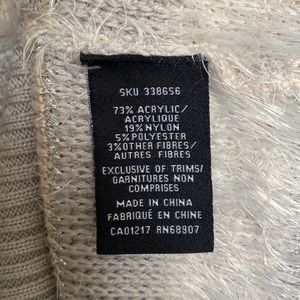 SKU 338656
73% ACRYLIC/
ACRYLIQUE
19% NYLON
5% POLYESTER
3% OTHER FIBRES/
AUTRES FIBRES
EXCLUSIVE OF TRIMS/
GARNITURES NON
COMPRISES
MADE IN CHINA
FABRIQUÉ EN CHINE
CA01217 RN68907